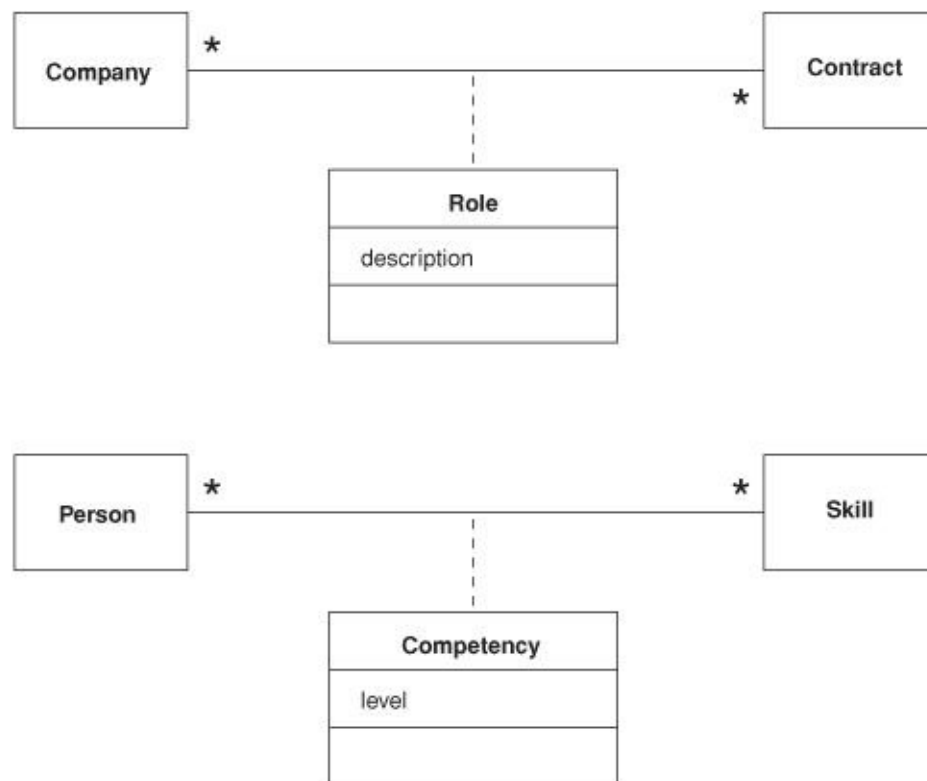 Company
*
*
Contract
Role
description
Person
*
*
Skill
Competency
level